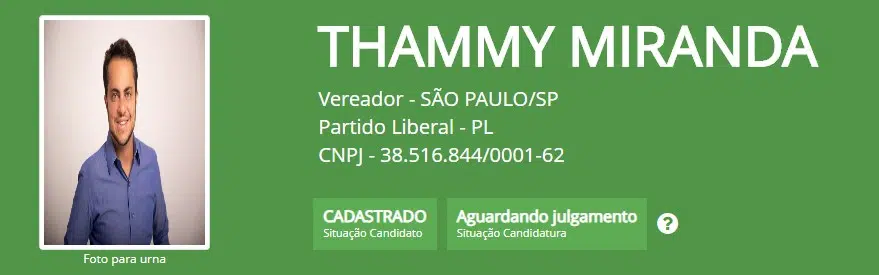 THAMMY MIRANDA
Vereador - SÃO PAULO/SP
Partido Liberal - PL
CNPJ - 38.516.844/0001-62
CADASTRADO
Situação Candidato
Aguardando julgamento
Situação Candidatura
?
Foto para urna